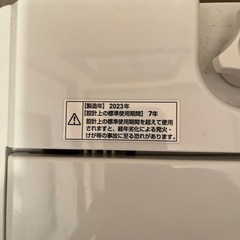 【製造年】2023年
【設計上の標準使用期間】7年
設計上の標準使用期間を超えて使用
されますと、経年劣化による発火・
けが等の事故に至る恐れがあります。